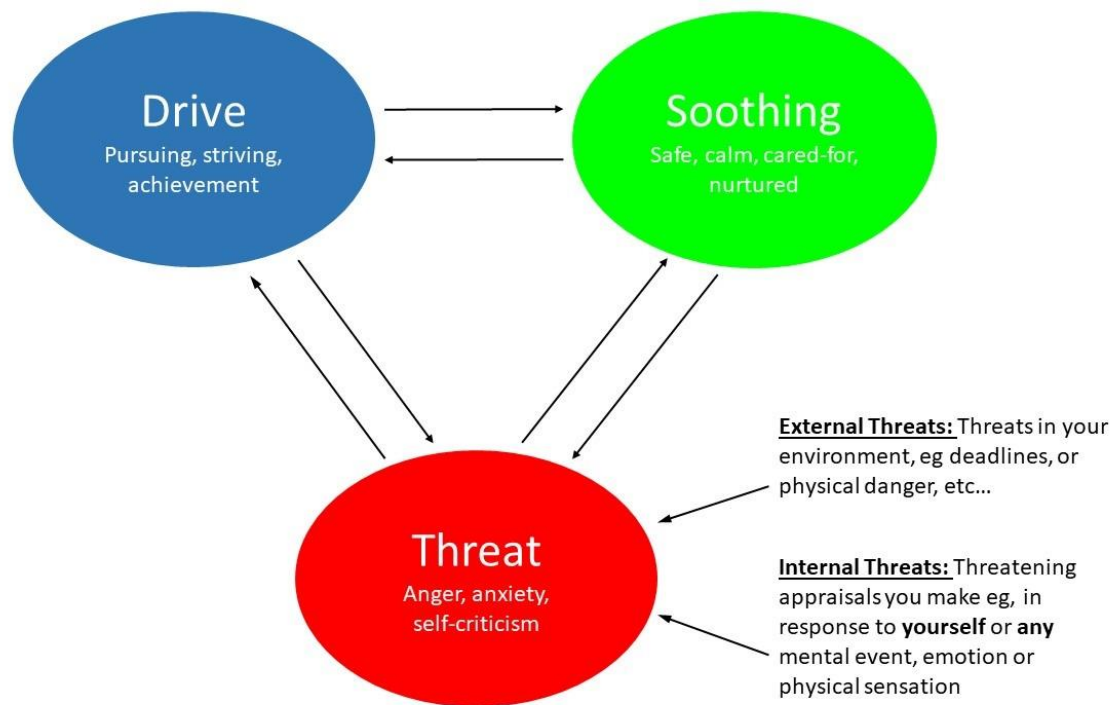 Drive
Pursuing, striving,
achievement
Soothing
Safe, calm, cared-for,
nurtured
Threat
Anger, anxiety,
self-criticism
External Threats: Threats in your
environment, eg deadlines, or
physical danger, etc...
Internal Threats: Threatening
appraisals you make eg, in
response to yourself or any
mental event, emotion or
physical sensation